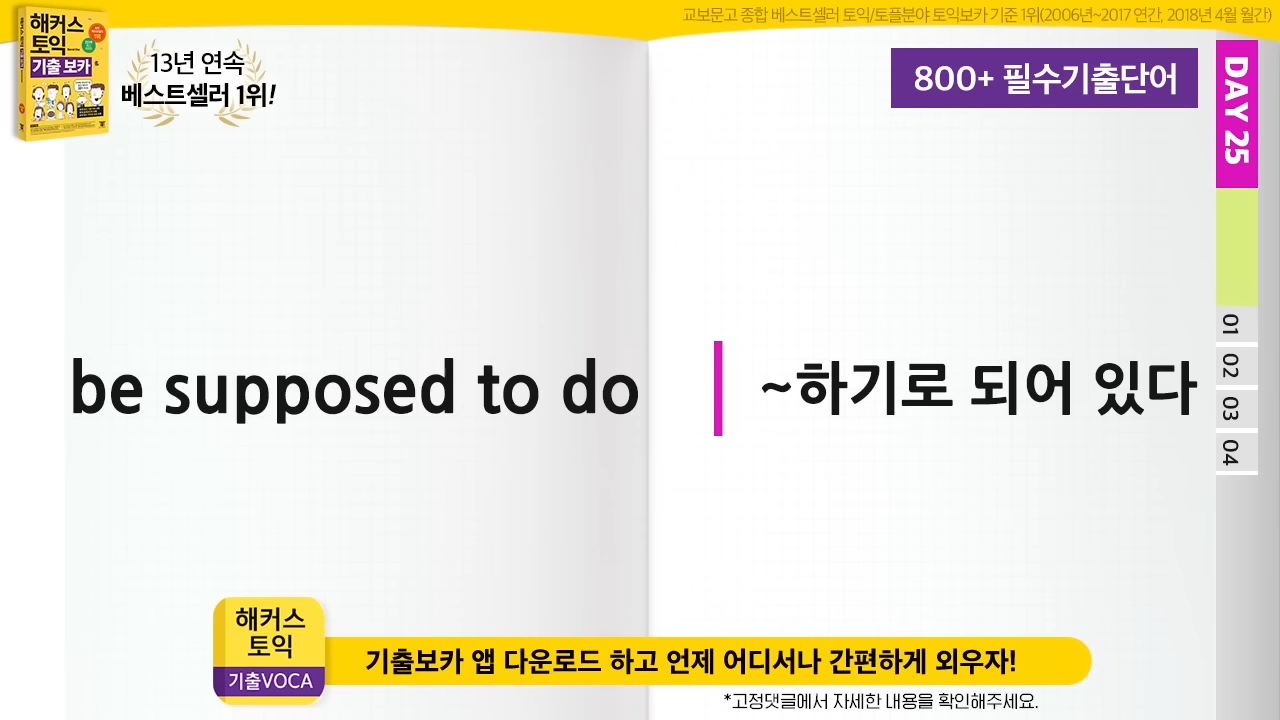 교보문고 종합 베스트셀러 토익/토플분야 토익보카 기준 1위(2006년~2017 연간, 2018년 4월 월간)
해커스
토익
기출 보카
13년 연속
베스트셀러 1위!
800+ 필수기출단어
DAY 25
01
02
03
04
be supposed to do
~하기로 되어 있다
해커스
토익
기출VOCA
기출보카 앱 다운로드 하고 언제 어디서나 간편하게 외우자!
*고정댓글에서 자세한 내용을 확인해주세요.